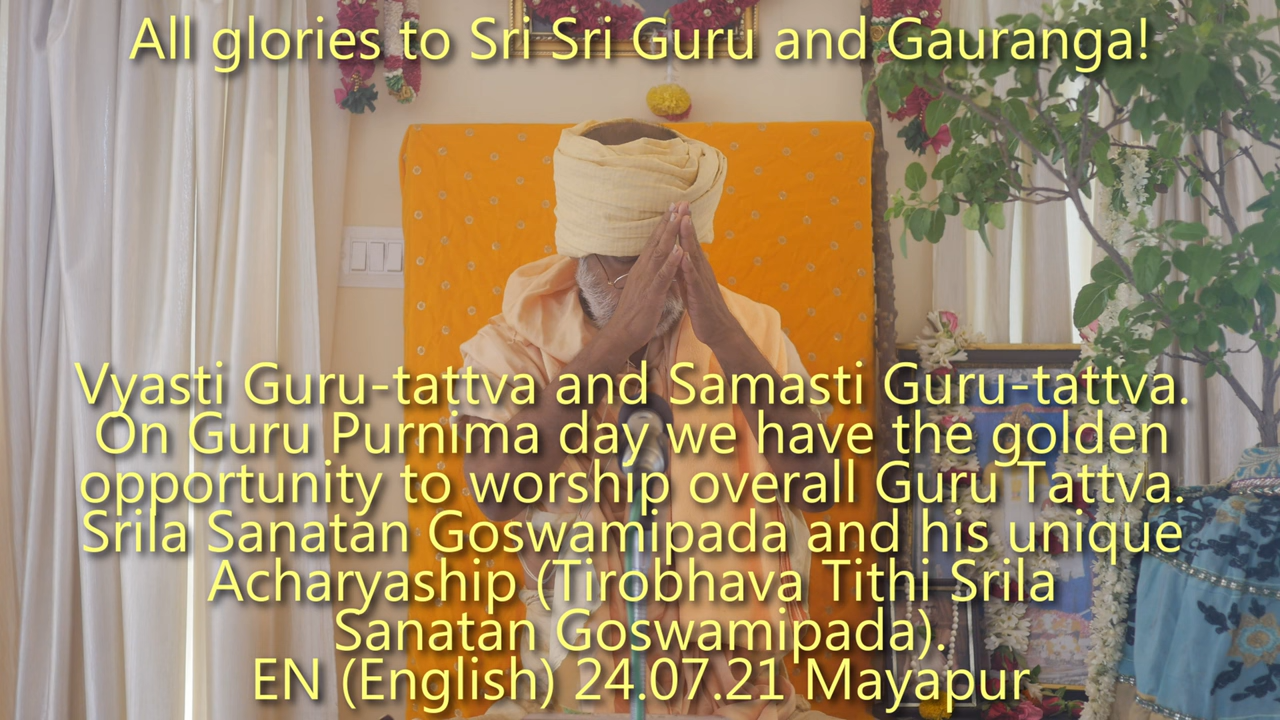 All glories to Sri Sri Guru and Gauranga!
Vyasti Guru-tattva and Samasti Guru-tattva.
On Guru Purnima day we have the golden
opportunity to worship overall Guru Tattva.
Srila Sanatan Goswamipada and his unique
Acharyaship (Tirobhava Tithi Srila
Sanatan Goswamipada).
EN (English) 24.07.21 Mayapur